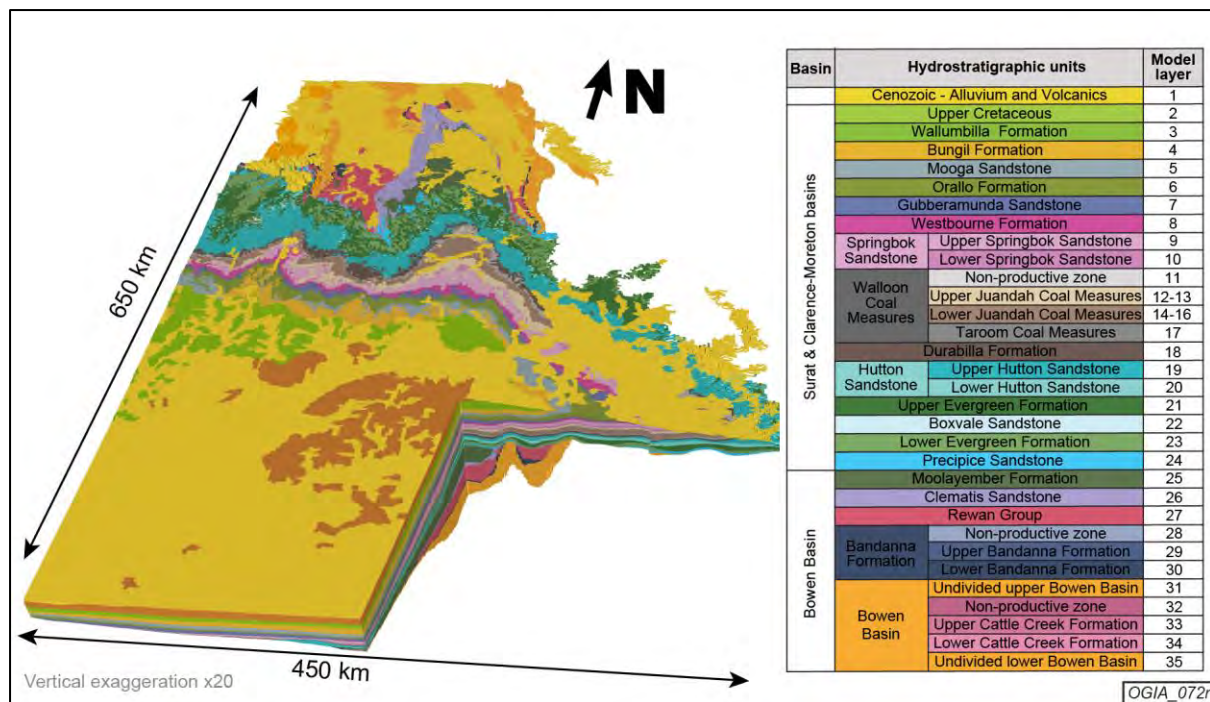 N
650 km
450 km
Vertical exaggeration x20
Basin Hydrostratigraphic units Model layer
Cenozoic - Alluvium and Volcanics 1
Surat & Clarence-Moreton basins
Upper Cretaceous 2
Wallumbilla Formation 3
Bungil Formation 4
Mooga Sandstone 5
Orallo Formation 6
Gubberamunda Sandstone 7
Westbourne Formation 8
Springbok Sandstone
Upper Springbok Sandstone 9
Lower Springbok Sandstone 10
Walloon Coal Measures
Non-productive zone 11
Upper Juandah Coal Measures 12-13
Lower Juandah Coal Measures 14-16
Taroom Coal Measures 17
Durabilla Formation 18
Hutton Sandstone
Upper Hutton Sandstone 19
Lower Hutton Sandstone 20
Upper Evergreen Formation 21
Boxvale Sandstone 22
Lower Evergreen Formation 23
Precipice Sandstone 24
Bowen Basin
Moolayember Formation 25
Clematis Sandstone 26
Rewan Group 27
Bandanna Formation
Non-productive zone 28
Upper Bandanna Formation 29
Lower Bandanna Formation 30
Bowen Basin
Undivided upper Bowen Basin 31
Non-productive zone 32
Upper Cattle Creek Formation 33
Lower Cattle Creek Formation 34
Undivided lower Bowen Basin 35